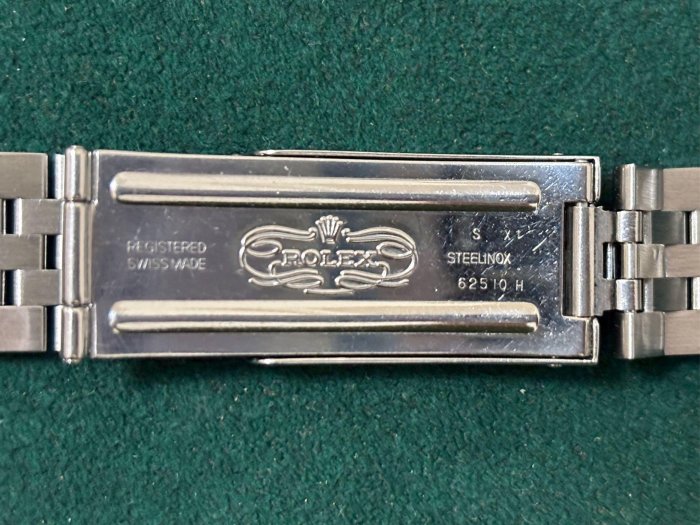 REGISTERED
SWISS MADE
ROLEX
S
STEELINOX
62510 H